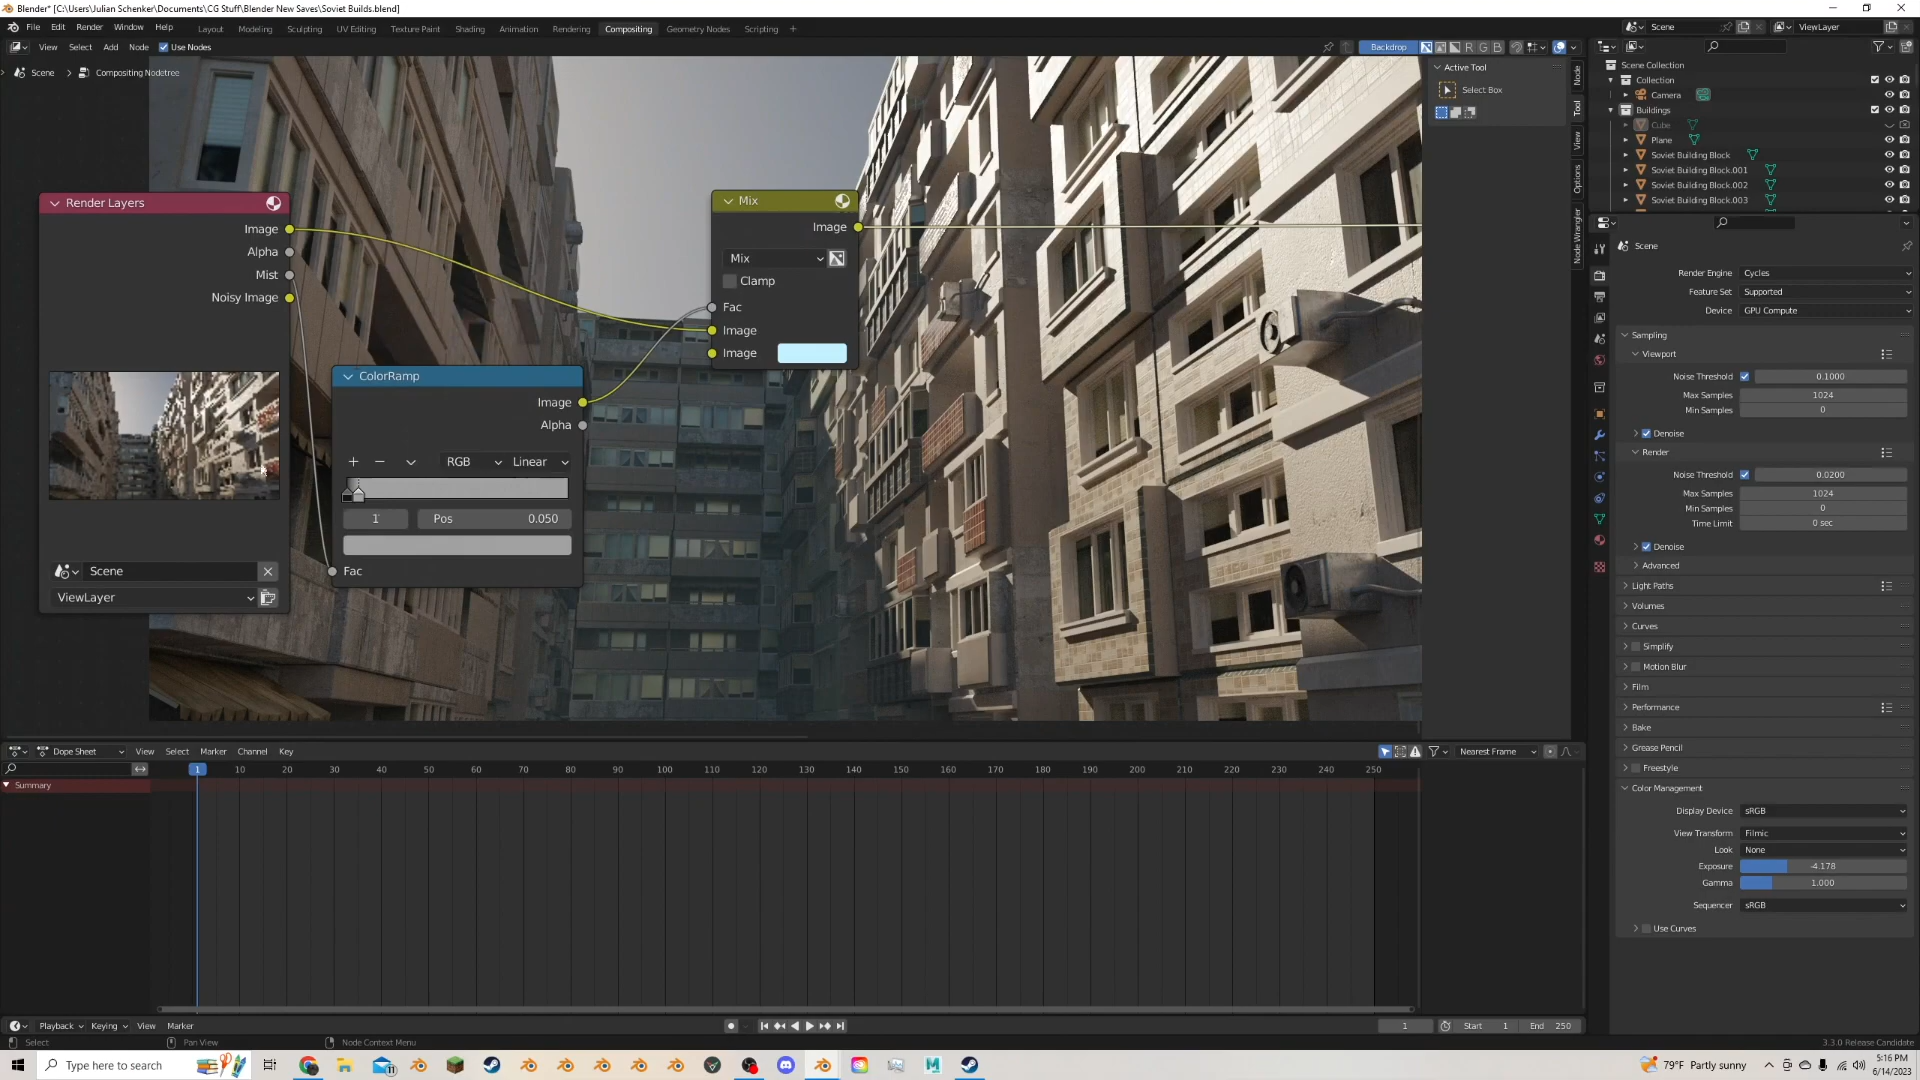 Blender* [C:\Users\Julian Schenker\Documents\CG Stuff\Blender New Saves\Soviet Builds.blend]
File Edit Render Window Help Layout Modeling Sculpting UV Editing Texture Paint Shading Animation Rendering Compositing Geometry Nodes Scripting + Scene ViewLayer
View Select Add Node Use Nodes Backdrop R G B
Scene > Compositing Nodetree
Active Tool
Select Box
Node
Tool
View
Options
Node Wrangler
Render Layers
Image
Alpha
Mist
Noisy Image
Scene
ViewLayer
ColorRamp
Image
Alpha
RGB Linear
1 Pos 0.050
Fac
Mix
Image
Mix
Clamp
Fac
Image
Image
Scene Collection
Collection
Camera
Buildings
Cube
Plane
Soviet Building Block
Soviet Building Block.001
Soviet Building Block.002
Soviet Building Block.003
Scene
Render Engine Cycles
Feature Set Supported
Device GPU Compute
Sampling
Viewport
Noise Threshold 0.1000
Max Samples 1024
Min Samples 0
Denoise
Render
Noise Threshold 0.0200
Max Samples 1024
Min Samples 0
Time Limit 0 sec
Denoise
Advanced
Light Paths
Volumes
Curves
Simplify
Motion Blur
Film
Performance
Bake
Grease Pencil
Freestyle
Color Management
Display Device sRGB
View Transform Filmic
Look None
Exposure -4.178
Gamma 1.000
Sequencer sRGB
Use Curves
Dope Sheet View Select Marker Channel Key Nearest Frame
1 10 20 30 40 50 60 70 80 90 100 110 120 130 140 150 160 170 180 190 200 210 220 230 240 250
Summary
Playback Keying View Marker 1 Start 1 End 250
Select Pan View Node Context Menu 3.3.0 Release Candidate
Type here to search 11 79°F Partly sunny 5:16 PM
6/14/2023